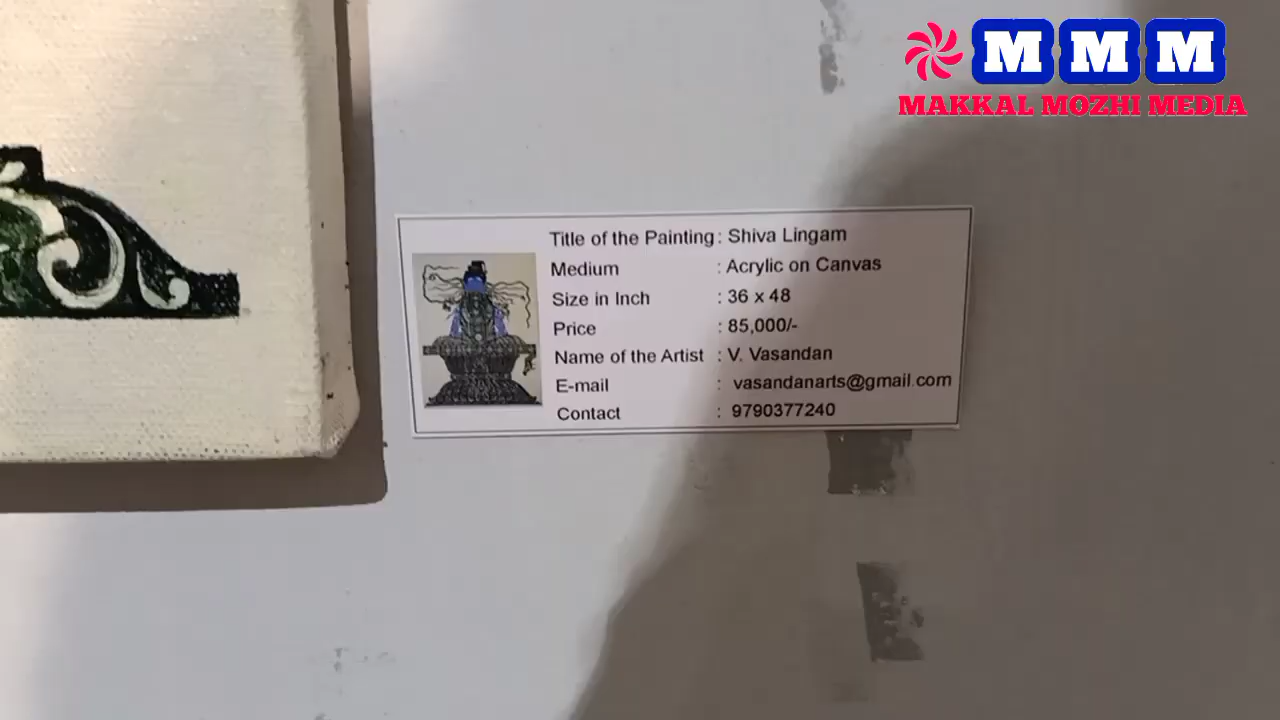 M M M
MAKKAL MOZHI MEDIA
Title of the Painting : Shiva Lingam
Medium : Acrylic on Canvas
Size in Inch : 36 x 48
Price : 85,000/-
Name of the Artist : V. Vasandan
E-mail : vasandanarts@gmail.com
Contact : 9790377240